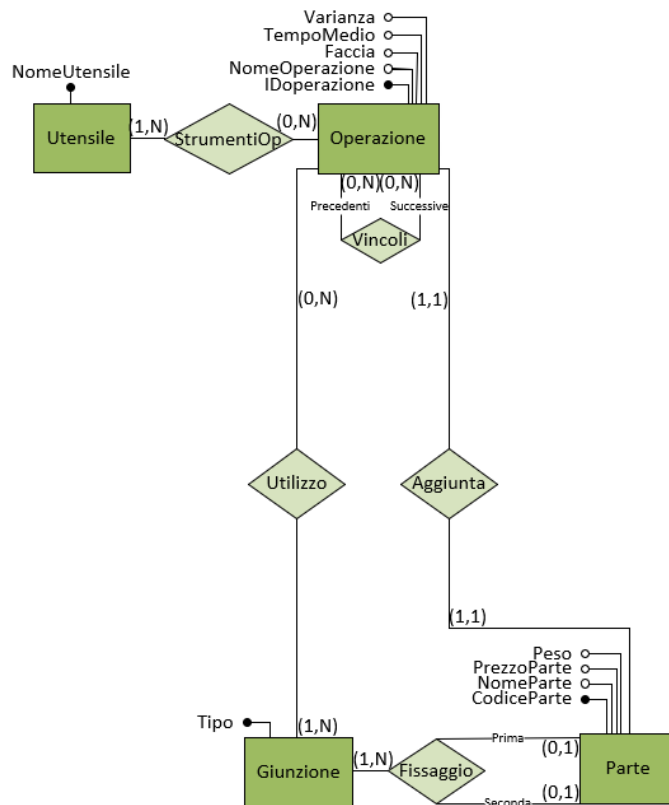 Varianza
TempoMedio
Faccia
NomeOperazione
IDoperazione
NomeUtensile
Utensile
(1,N)
StrumentiOp
(0,N)
Operazione
(0,N)(0,N)
Precedenti
Successive
Vincoli
(0,N)
(1,1)
Utilizzo
Aggiunta
(1,1)
Peso
PrezzoParte
NomeParte
CodiceParte
Tipo
(1,N)
Giunzione
(1,N)
Fissaggio
Prima
(0,1)
Parte
Seconda
(0,1)